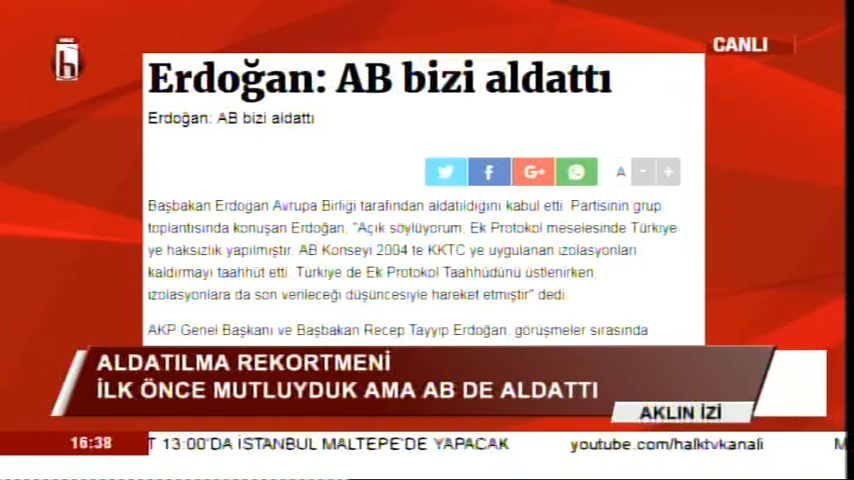 HALK
h
CANLI
Erdoğan: AB bizi aldattı
Erdoğan: AB bizi aldattı
f G+ A - +
Başbakan Erdoğan Avrupa Birliği tarafından aldatıldığını kabul etti. Partisinin grup
toplantısında konuşan Erdoğan, "Açık söylüyorum; Ek Protokol meselesinde Türkiye
ye haksızlık yapılmıştır. AB Konseyi 2004 te KKTC ye uygulanan izolasyonları
kaldırmayı taahhüt etti. Türkiye de Ek Protokol Taahhüdünü üstlenirken,
izolasyonlara da son verileceği düşüncesiyle hareket etmiştir" dedi.
AKP Genel Başkanı ve Başbakan Recep Tayyip Erdoğan, görüşmeler sırasında
ALDATILMA REKORTMENİ
İLK ÖNCE MUTLUYDUK AMA AB DE ALDATTI
AKLIN İZİ
16:38 T 13:00'DA İSTANBUL MALTEPE'DE YAPACAK youtube.com/halktvkanali M